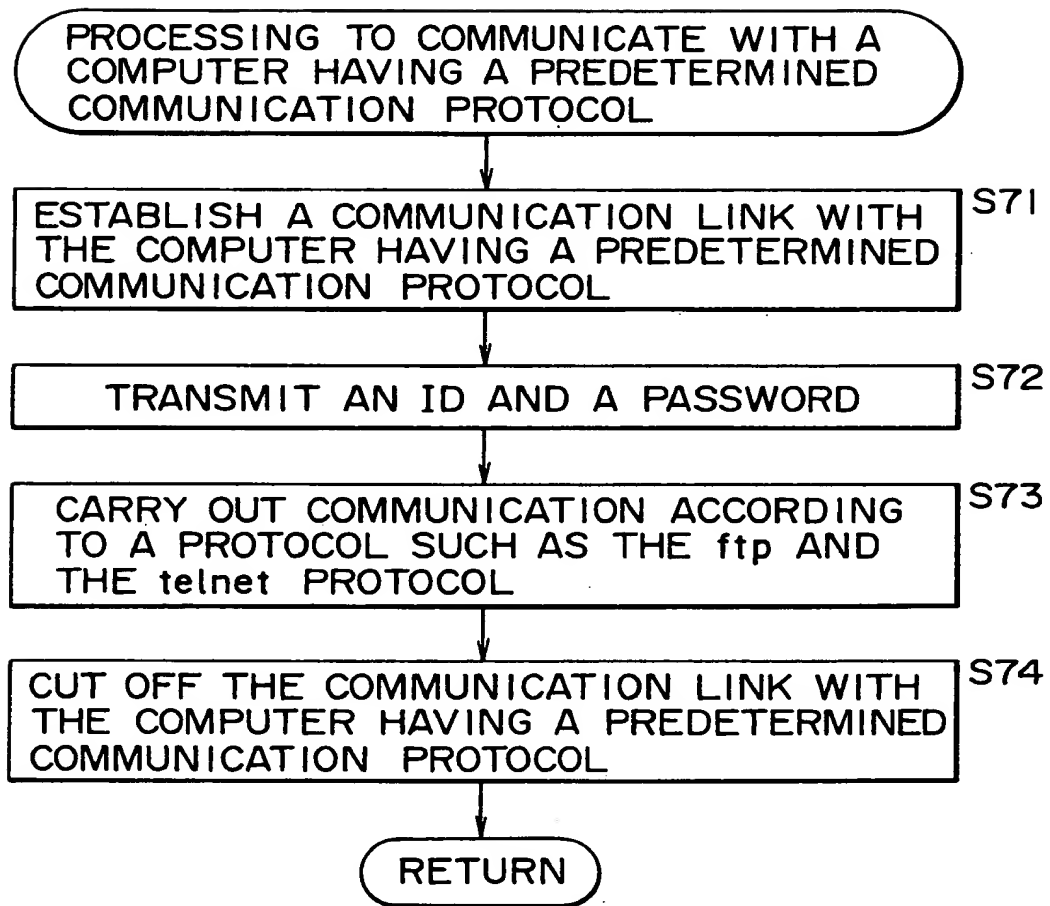 PROCESSING TO COMMUNICATE WITH A
COMPUTER HAVING A PREDETERMINED
COMMUNICATION PROTOCOL
S71
ESTABLISH A COMMUNICATION LINK WITH
THE COMPUTER HAVING A PREDETERMINED
COMMUNICATION PROTOCOL
S72
TRANSMIT AN ID AND A PASSWORD
S73
CARRY OUT COMMUNICATION ACCORDING
TO A PROTOCOL SUCH AS THE ftp AND
THE telnet PROTOCOL
S74
CUT OFF THE COMMUNICATION LINK WITH
THE COMPUTER HAVING A PREDETERMINED
COMMUNICATION PROTOCOL
RETURN